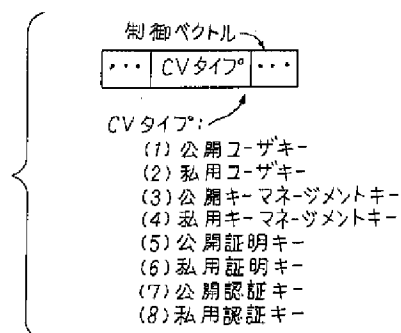 制御ベクトル
・・・ CVタイプ ・・・
CVタイプ:
(1) 公開ユーザキー
(2) 私用ユーザキー
(3) 公開キーマネージメントキー
(4) 私用キーマネージメントキー
(5) 公開証明キー
(6) 私用証明キー
(7) 公開認証キー
(8) 私用認証キー